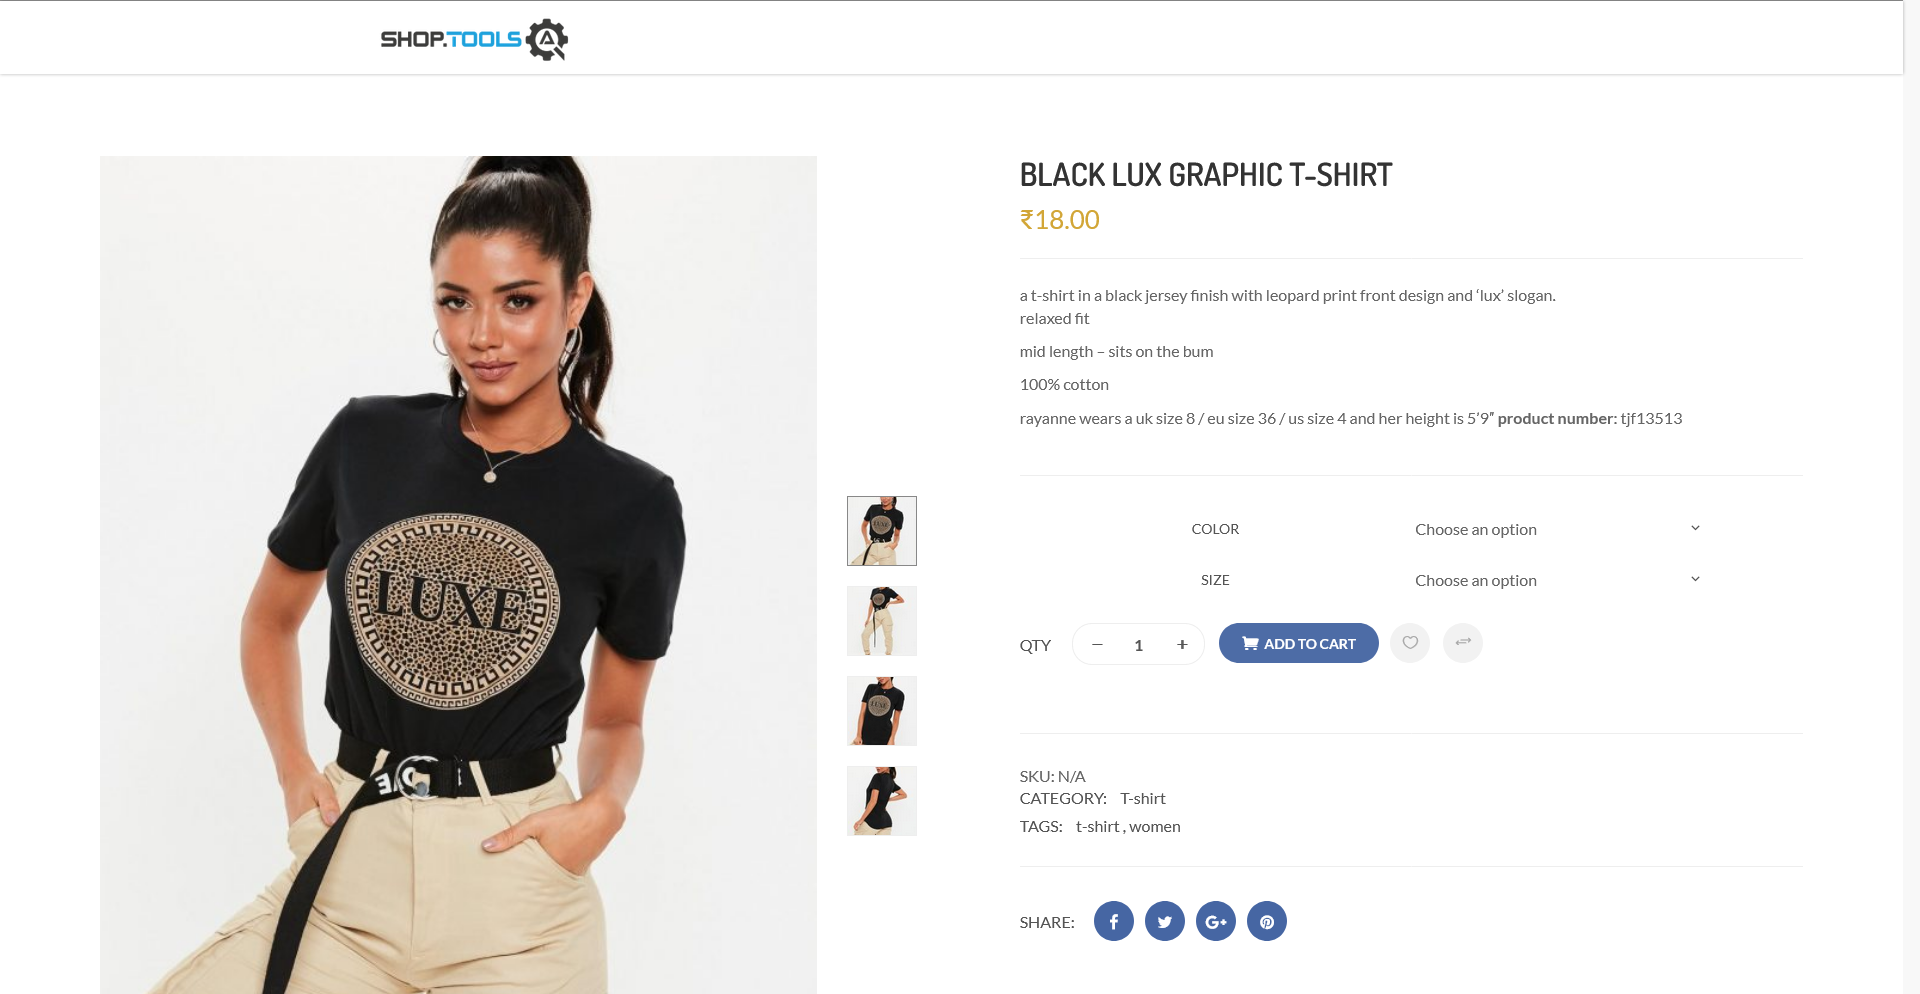 SHOP.TOOLS
BLACK LUX GRAPHIC T-SHIRT
₹18.00
a t-shirt in a black jersey finish with leopard print front design and ‘lux’ slogan.
relaxed fit
mid length – sits on the bum
100% cotton
rayanne wears a uk size 8 / eu size 36 / us size 4 and her height is 5’9” product number: tjf13513
COLOR Choose an option
SIZE Choose an option
QTY − 1 + ADD TO CART
SKU: N/A
CATEGORY: T-shirt
TAGS: t-shirt , women
SHARE:
LUXE
LUXE
LUXE